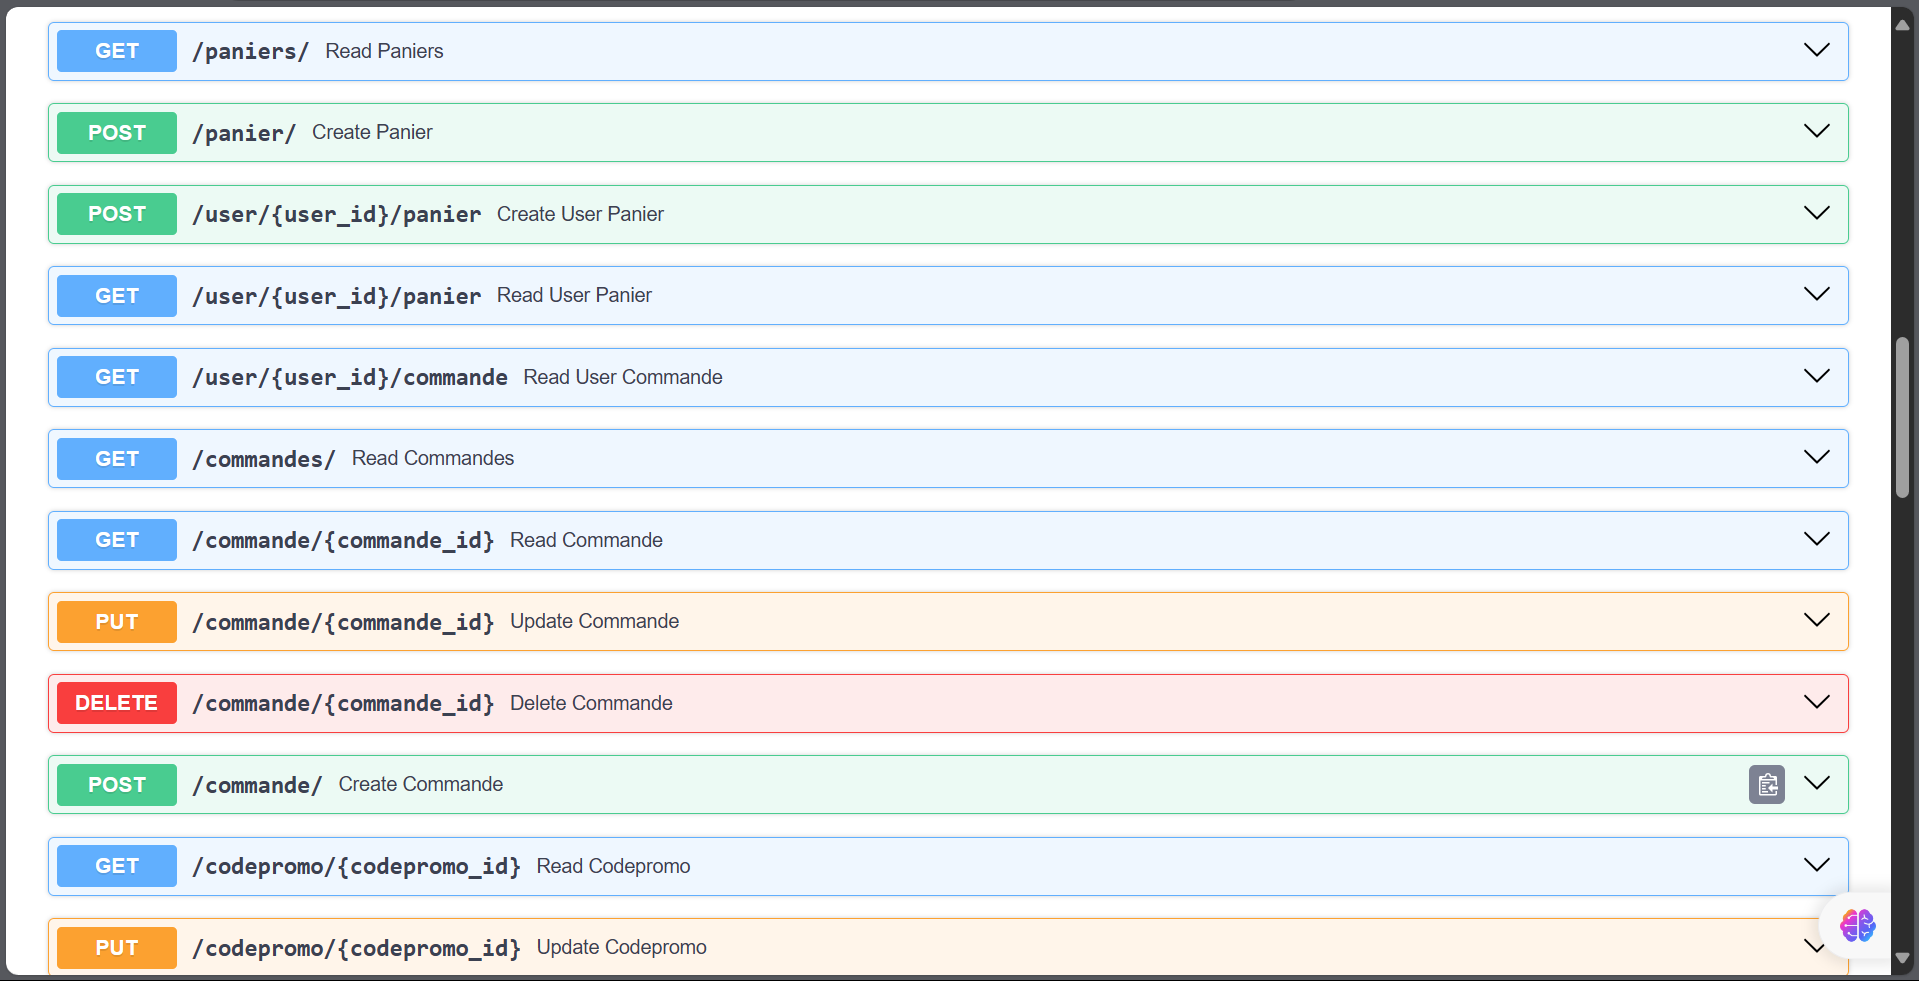 GET /paniers/ Read Paniers
POST /panier/ Create Panier
POST /user/{user_id}/panier Create User Panier
GET /user/{user_id}/panier Read User Panier
GET /user/{user_id}/commande Read User Commande
GET /commandes/ Read Commandes
GET /commande/{commande_id} Read Commande
PUT /commande/{commande_id} Update Commande
DELETE /commande/{commande_id} Delete Commande
POST /commande/ Create Commande
GET /codepromo/{codepromo_id} Read Codepromo
PUT /codepromo/{codepromo_id} Update Codepromo